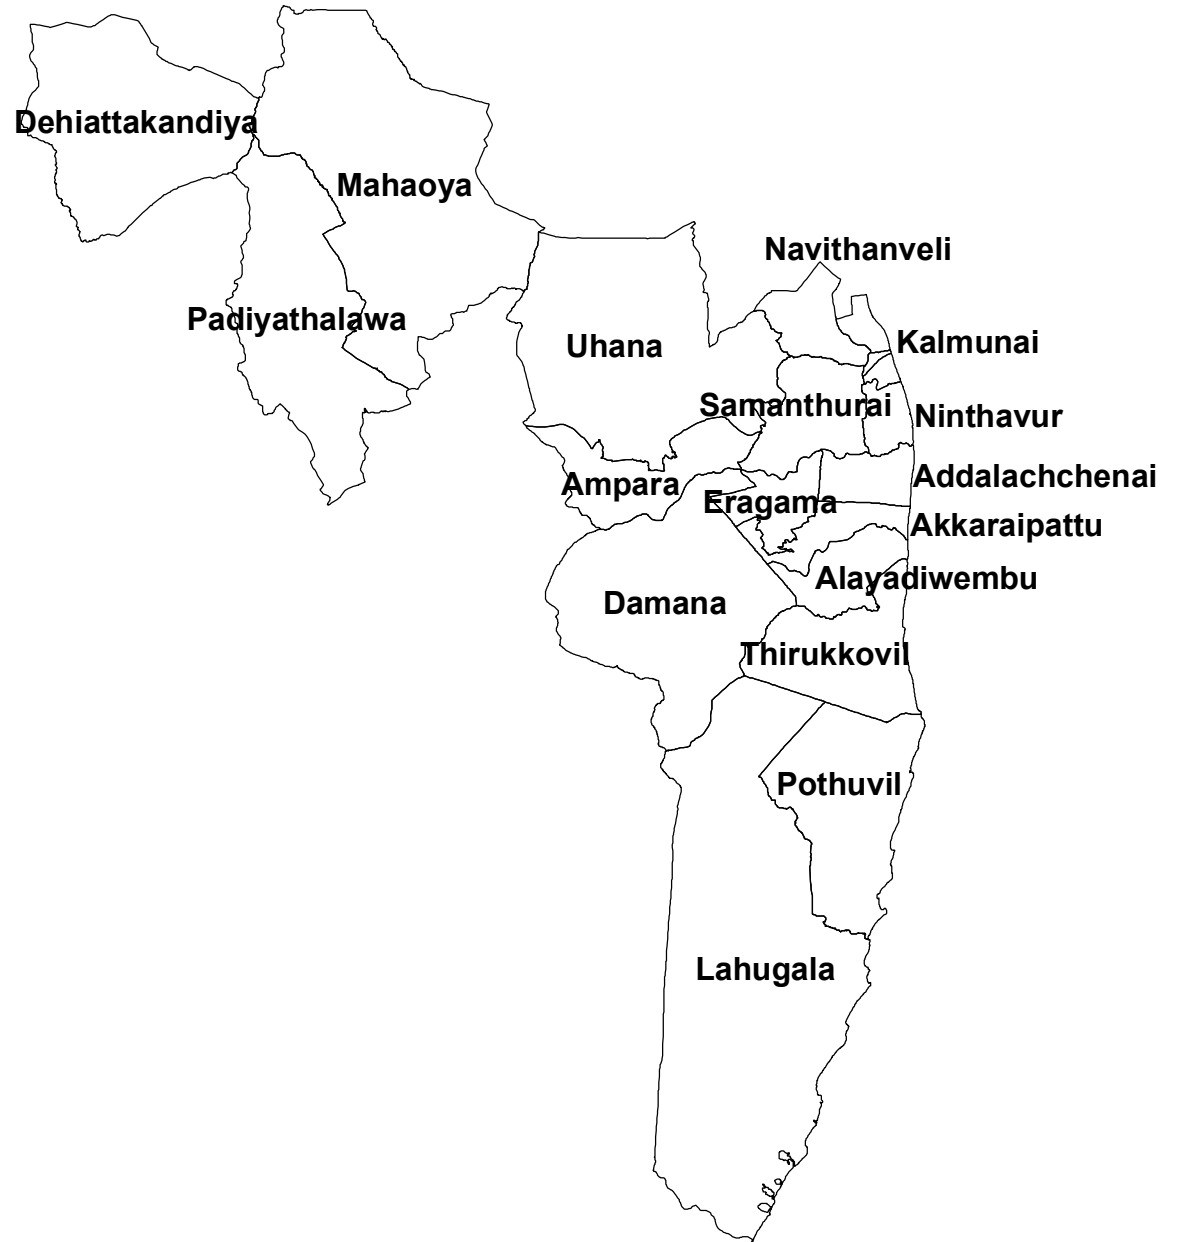 Dehiattakandiya
Mahaoya
Navithanveli
Padiyathalawa
Uhana
Kalmunai
Samanthurai
Ninthavur
Ampara
Addalachchenai
Eragama
Akkaraipattu
Alayadiwembu
Damana
Thirukkovil
Pothuvil
Lahugala